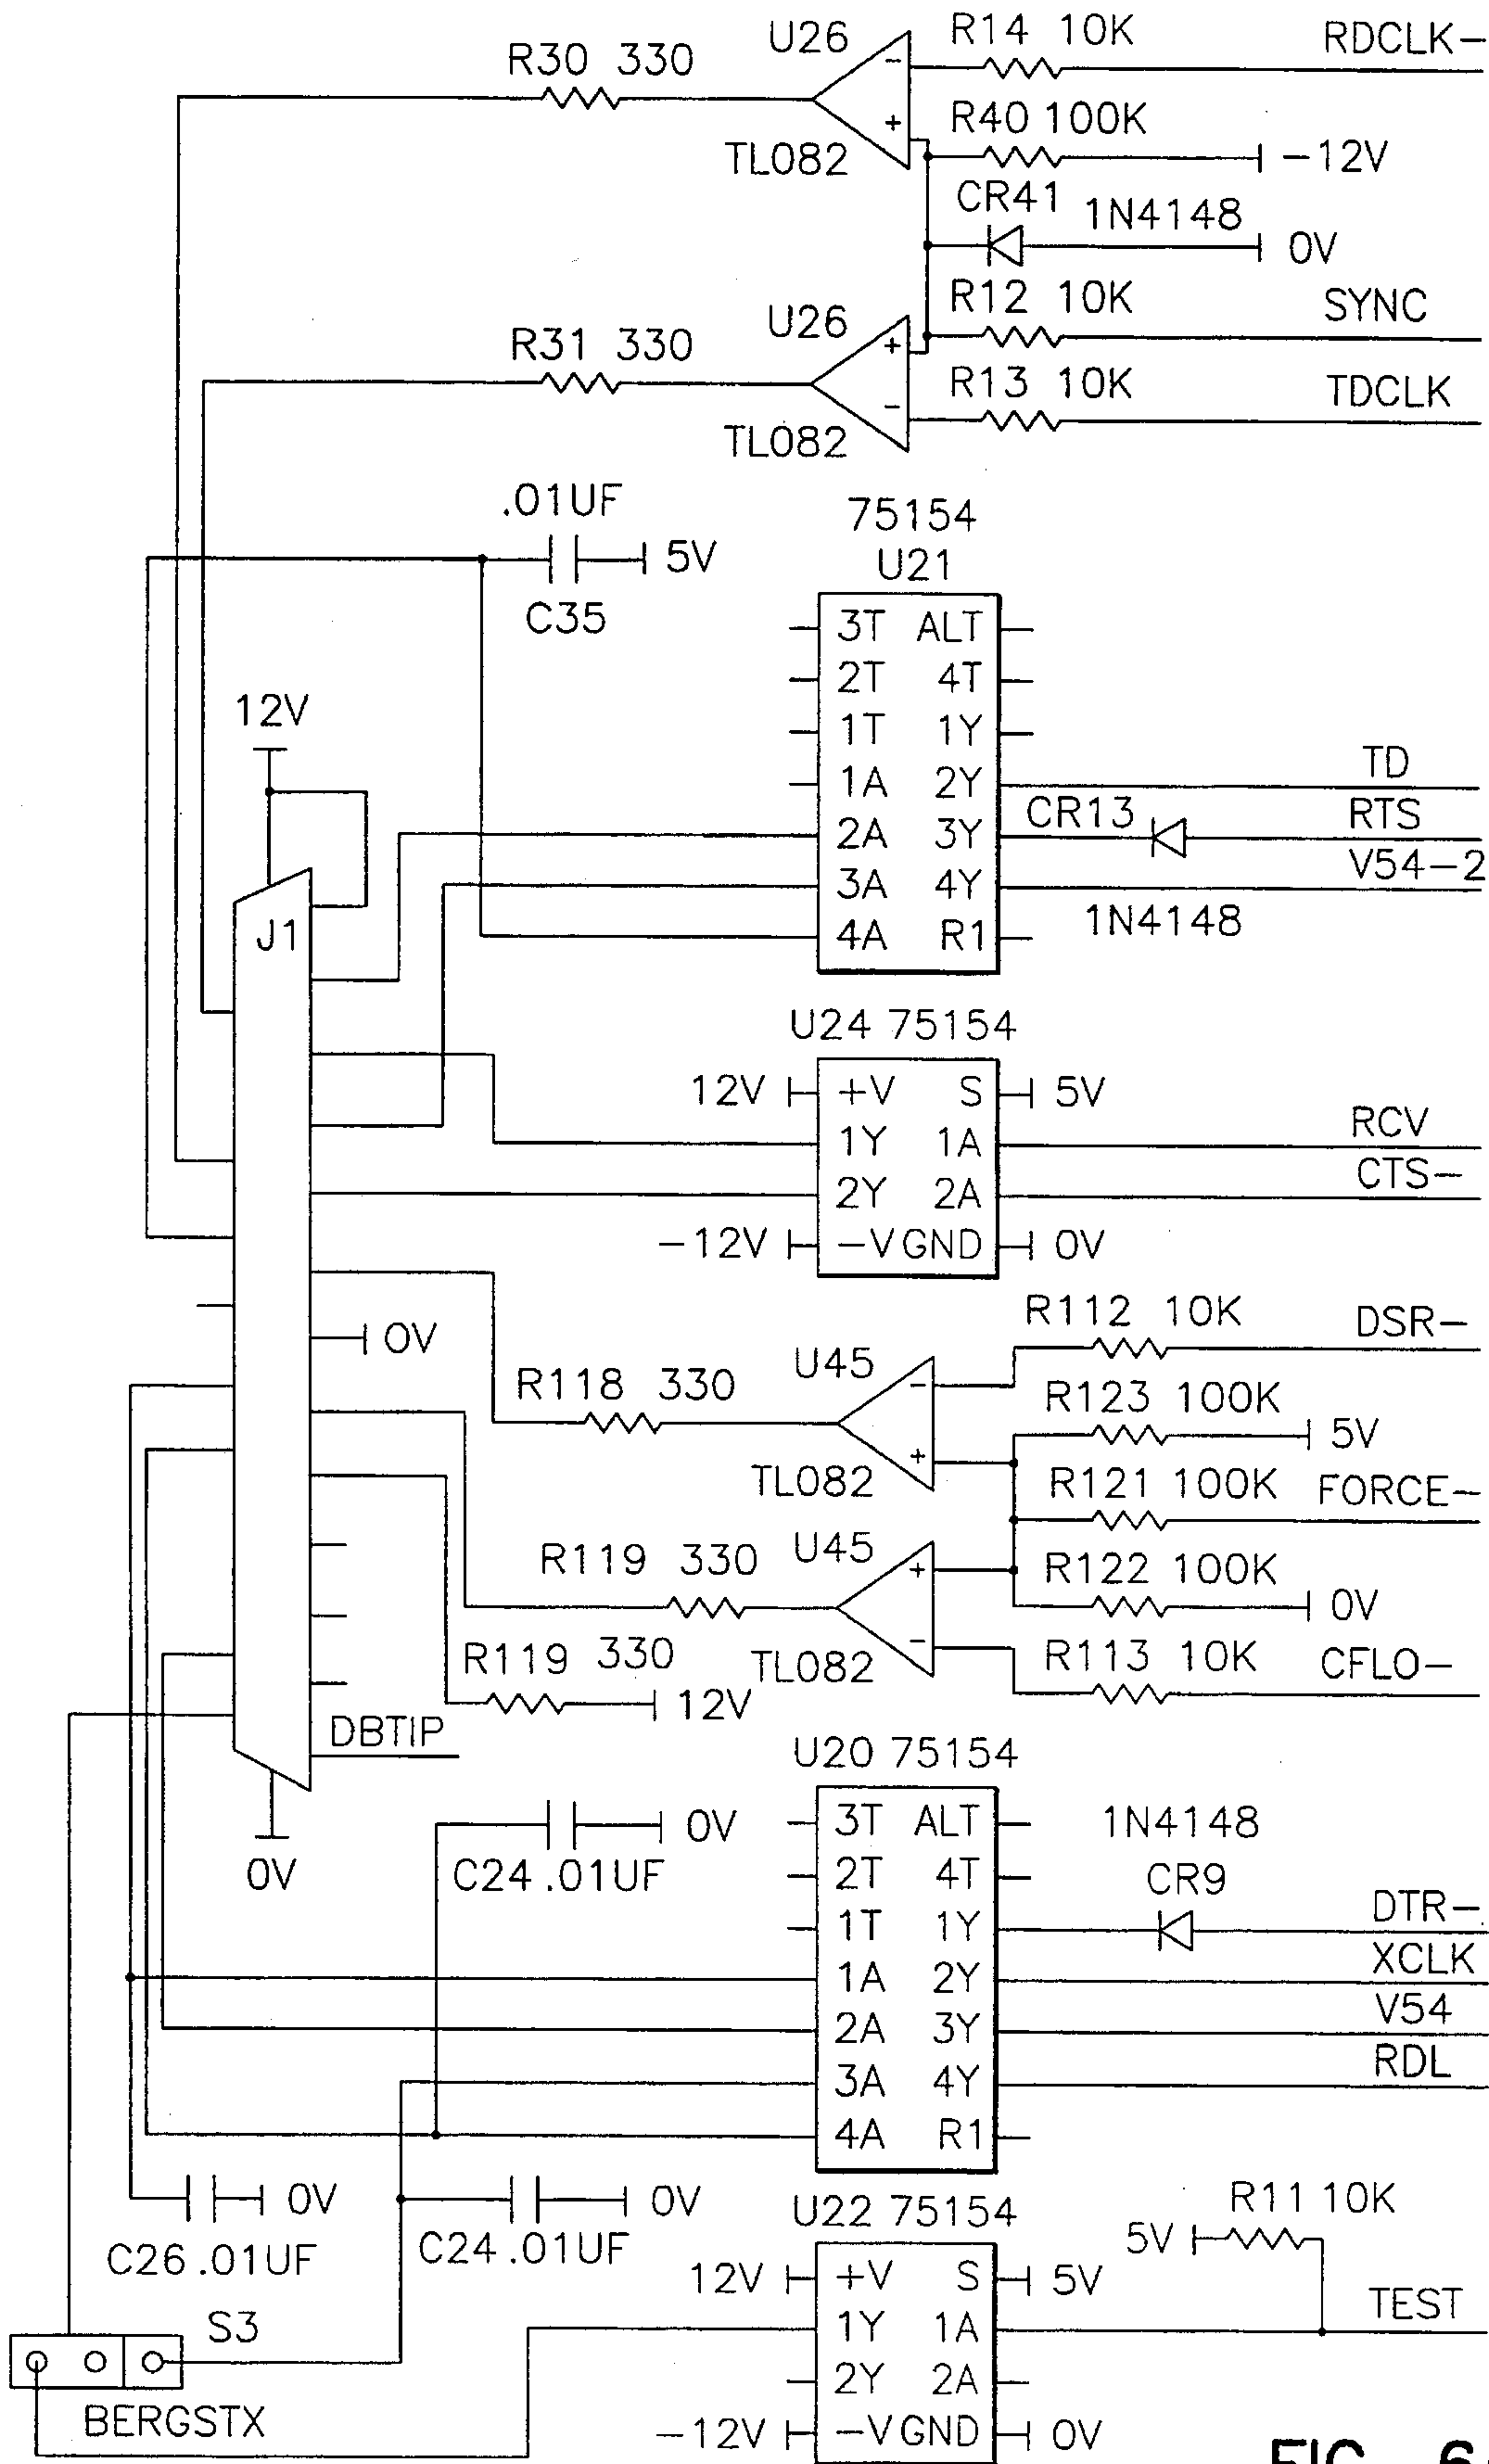 U26 R14 10K RDCLK-
R30 330
-
+ R40 100K
TL082 -12V
CR41 1N4148
0V
R12 10K SYNC
U26
R31 330 +
R13 10K TDCLK
-
TL082
.01UF 75154
5V U21
C35
3T ALT
2T 4T
12V
1T 1Y
1A 2Y TD
2A 3Y CR13 RTS
3A 4Y V54-2
J1 1N4148
4A R1
U24 75154
12V +V S 5V
1Y 1A RCV
2Y 2A CTS-
-12V -V GND 0V
R112 10K DSR-
0V
U45
R118 330 -
R123 100K
5V
+
TL082 R121 100K FORCE-
U45
R119 330 + R122 100K
0V
R119 330 TL082 - R113 10K CFLO-
12V
DBTIP
U20 75154
0V 3T ALT 1N4148
0V C24 .01UF 2T 4T CR9
1T 1Y DTR-
1A 2Y XCLK
2A 3Y V54
3A 4Y RDL
4A R1
0V 0V U22 75154 R11 10K
C26 .01UF C24 .01UF 5V
12V +V S 5V
S3 1Y 1A TEST
2Y 2A
BERGSTX
-12V -V GND 0V
FIG.